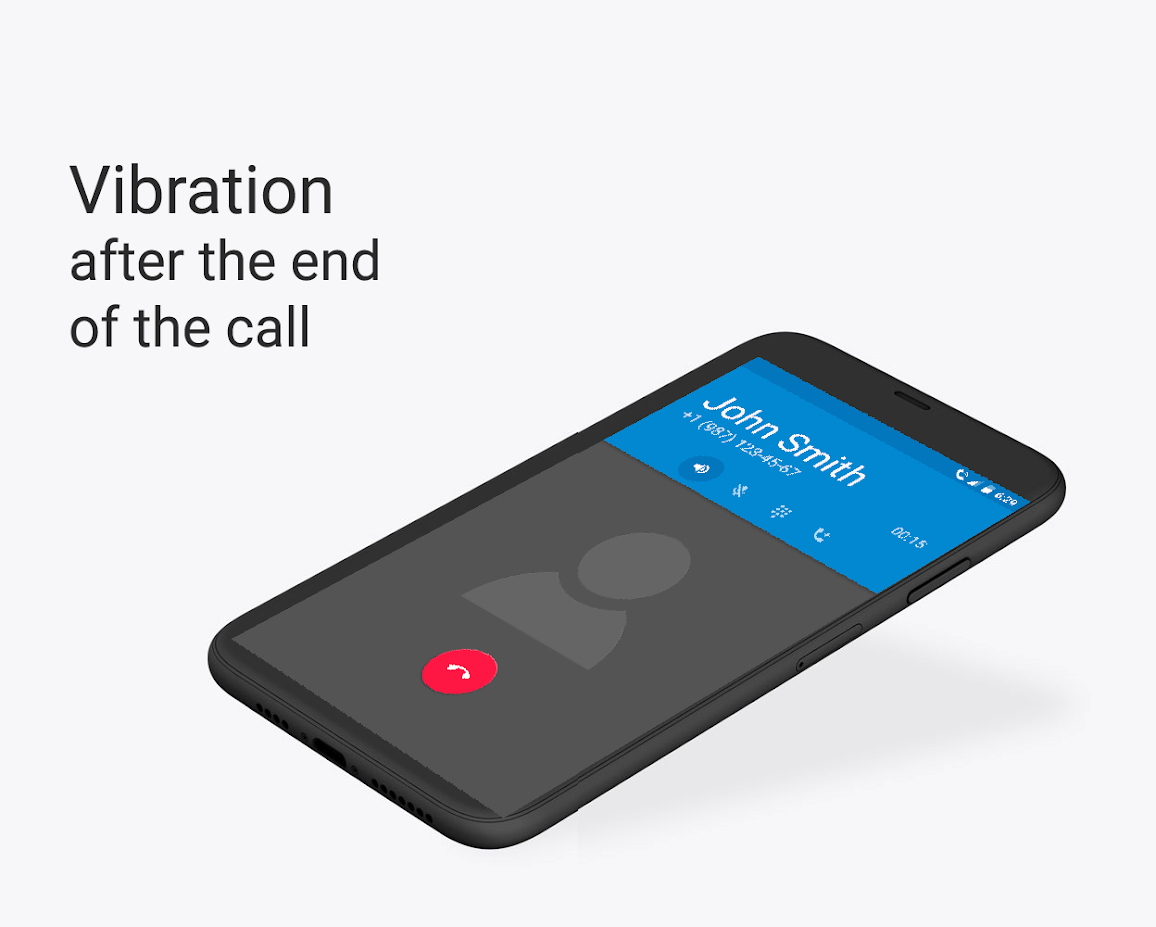 Vibration
after the end
of the call
6:29
John Smith
+1 (987) 123-45-67
00:15